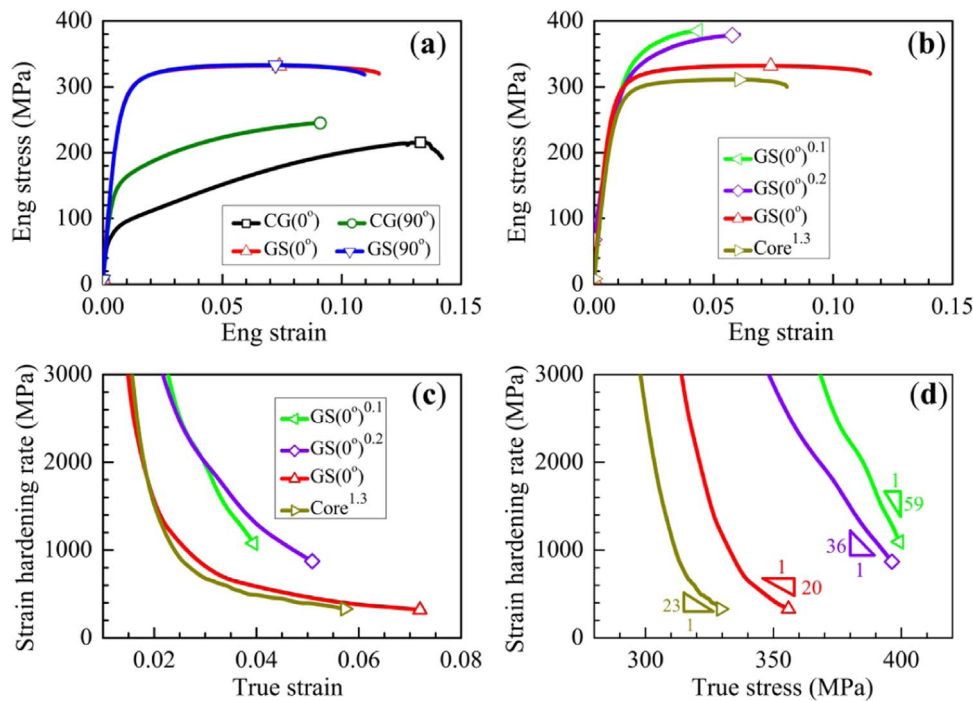 400
300
200
100
0
Eng stress (MPa)
(a)
CG(0°)
CG(90°)
GS(0°)
GS(90°)
0.00
0.05
0.10
0.15
Eng strain
400
300
200
100
0
Eng stress (MPa)
(b)
GS(0°)^0.1
GS(0°)^0.2
GS(0°)
Core^1.3
0.00
0.05
0.10
0.15
Eng strain
3000
2000
1000
0
Strain hardening rate (MPa)
(c)
GS(0°)^0.1
GS(0°)^0.2
GS(0°)
Core^1.3
0.02
0.04
0.06
0.08
True strain
3000
2000
1000
0
Strain hardening rate (MPa)
(d)
1
59
36
1
1
20
23
1
300
350
400
True stress (MPa)